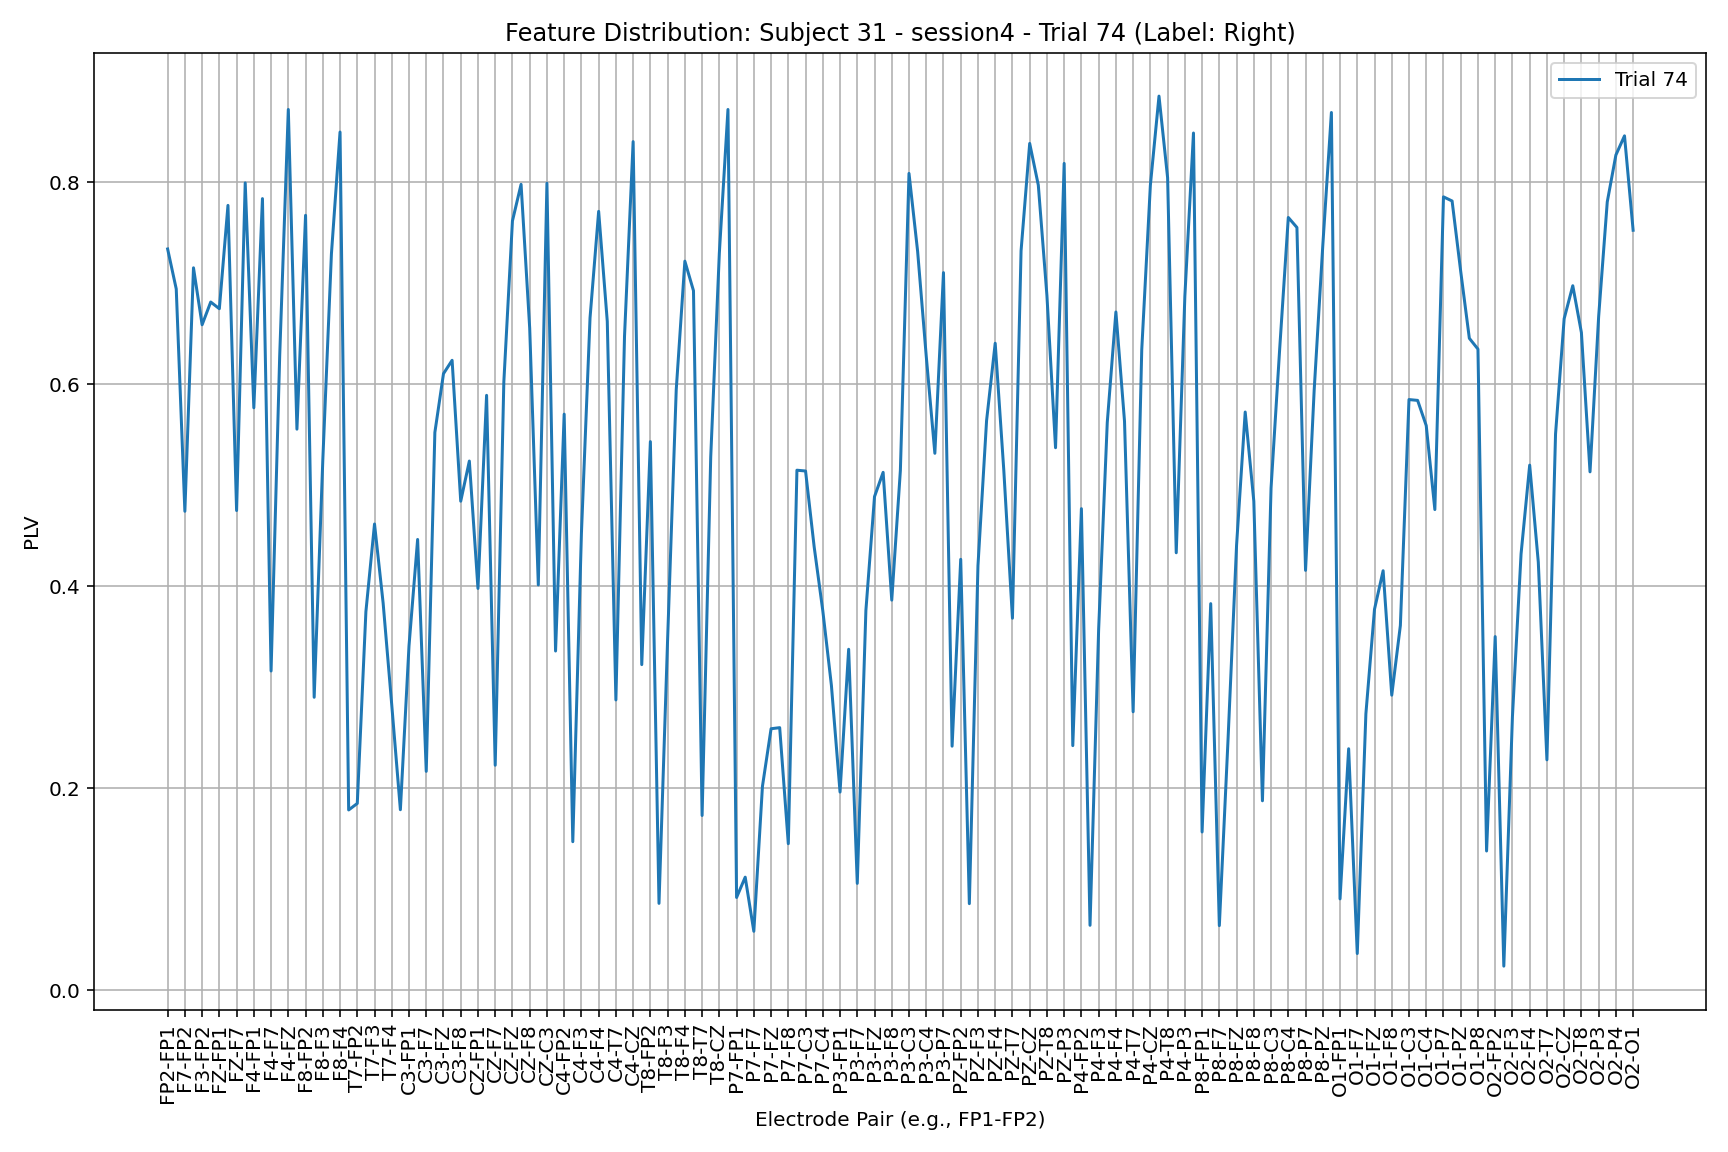 Feature Distribution: Subject 31 - session4 - Trial 74 (Label: Right)
Trial 74
0.8
0.6
0.4
0.2
0.0
PLV
FP2-FP1
F7-FP2
F3-FP2
FZ-FP1
FZ-F7
F4-FP1
F4-F7
F4-FZ
F8-FP2
F8-F3
F8-F4
T7-FP2
T7-F3
T7-F4
C3-FP1
C3-F7
C3-FZ
C3-F8
CZ-FP1
CZ-F7
CZ-FZ
CZ-F8
CZ-C3
C4-FP2
C4-F3
C4-F4
C4-T7
C4-CZ
T8-FP2
T8-F3
T8-F4
T8-T7
T8-CZ
P7-FP1
P7-F7
P7-FZ
P7-F8
P7-C3
P7-C4
P3-FP1
P3-F7
P3-FZ
P3-F8
P3-C3
P3-C4
P3-P7
PZ-FP2
PZ-F3
PZ-F4
PZ-T7
PZ-CZ
PZ-T8
PZ-P3
P4-FP2
P4-F3
P4-F4
P4-T7
P4-CZ
P4-T8
P4-P3
P8-FP1
P8-F7
P8-FZ
P8-F8
P8-C3
P8-C4
P8-P7
P8-PZ
O1-FP1
O1-F7
O1-FZ
O1-F8
O1-C3
O1-C4
O1-P7
O1-PZ
O1-P8
O2-FP2
O2-F3
O2-F4
O2-T7
O2-CZ
O2-T8
O2-P3
O2-P4
O2-O1
Electrode Pair (e.g., FP1-FP2)